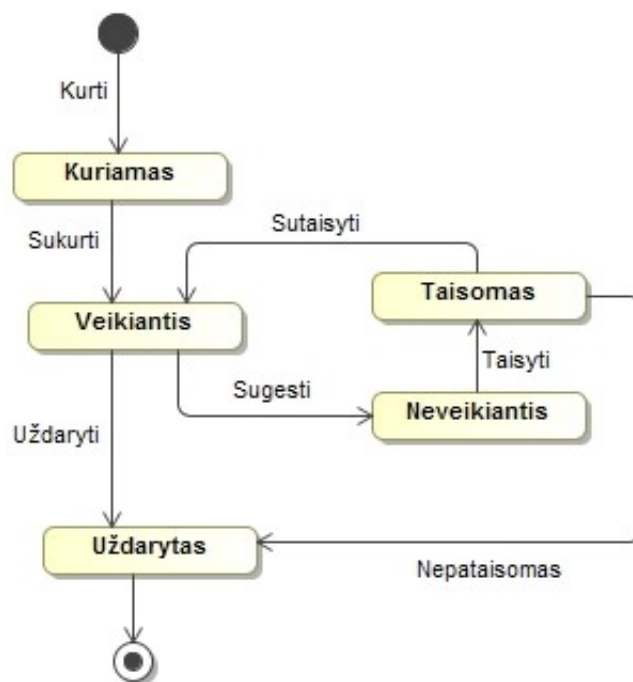 Kurti
Kuriamas
Sukurti
Sutaisyti
Taisomas
Veikiantis
Taisyti
Sugesti
Neveikiantis
Uždaryti
Uždarytas
Nepataisomas